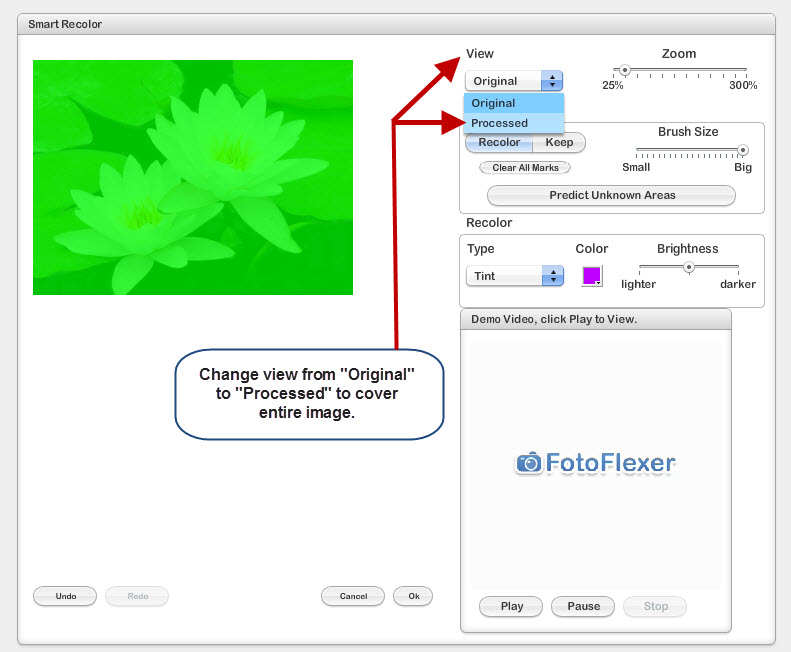 Smart Recolor
View
Zoom
Original
25%
300%
Original
Processed
Brush Size
Recolor
Keep
Small
Big
Clear All Marks
Predict Unknown Areas
Recolor
Type
Color
Brightness
Tint
lighter
darker
Demo Video, click Play to View.
Change view from "Original"
to "Processed" to cover
entire image.
FotoFlexer
Undo
Redo
Cancel
Ok
Play
Pause
Stop